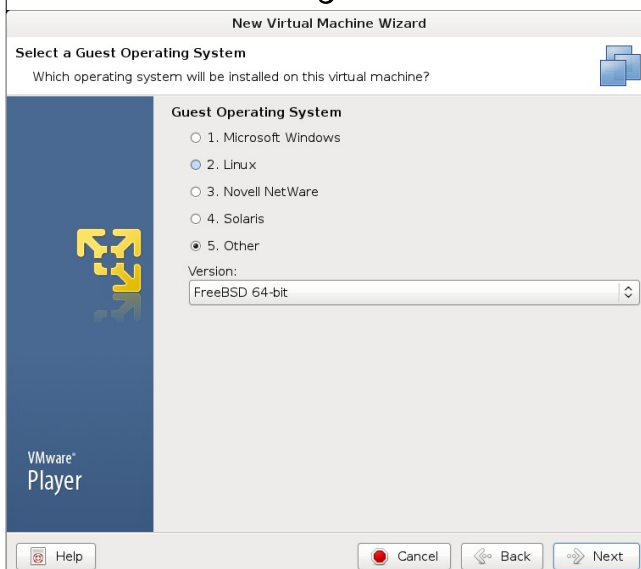 New Virtual Machine Wizard
Select a Guest Operating System
Which operating system will be installed on this virtual machine?
Guest Operating System
1. Microsoft Windows
2. Linux
3. Novell NetWare
4. Solaris
5. Other
Version:
FreeBSD 64-bit
VMware®
Player
Help
Cancel
Back
Next